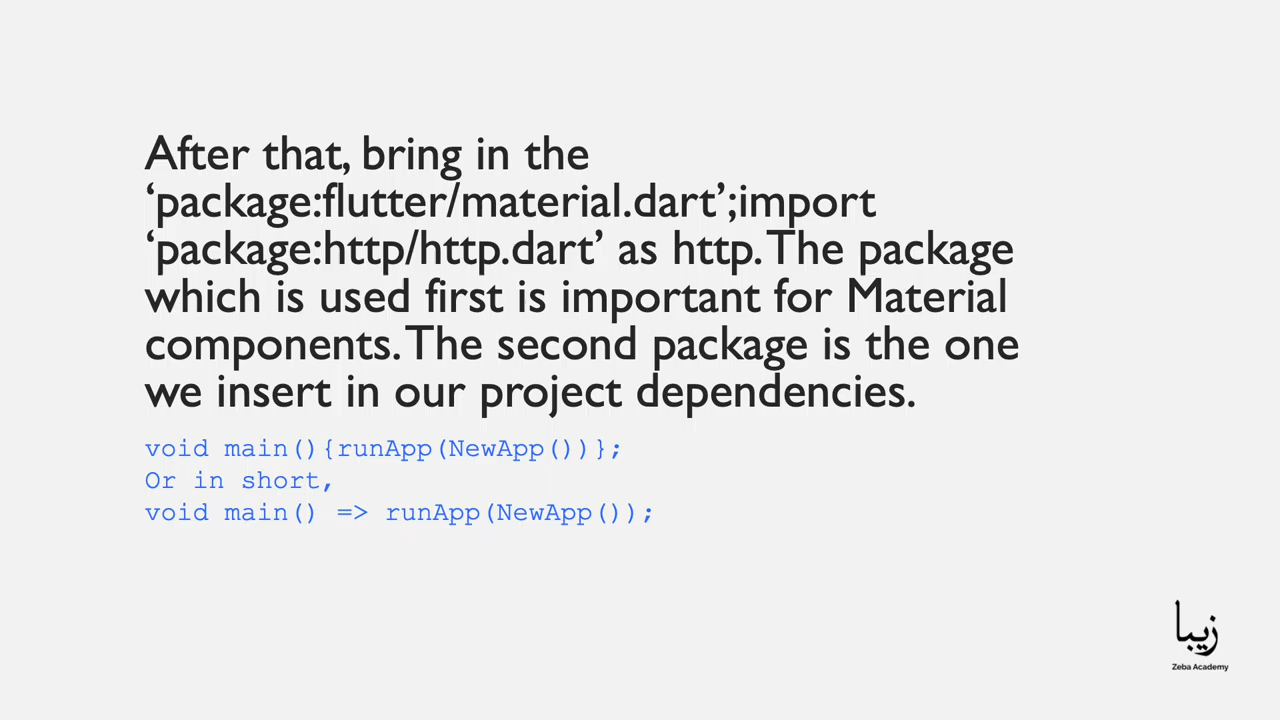 After that, bring in the
‘package:flutter/material.dart’;import
‘package:http/http.dart’ as http. The package
which is used first is important for Material
components. The second package is the one
we insert in our project dependencies.
void main(){runApp(NewApp())};
Or in short,
void main() => runApp(NewApp());
زيبا
Zeba Academy